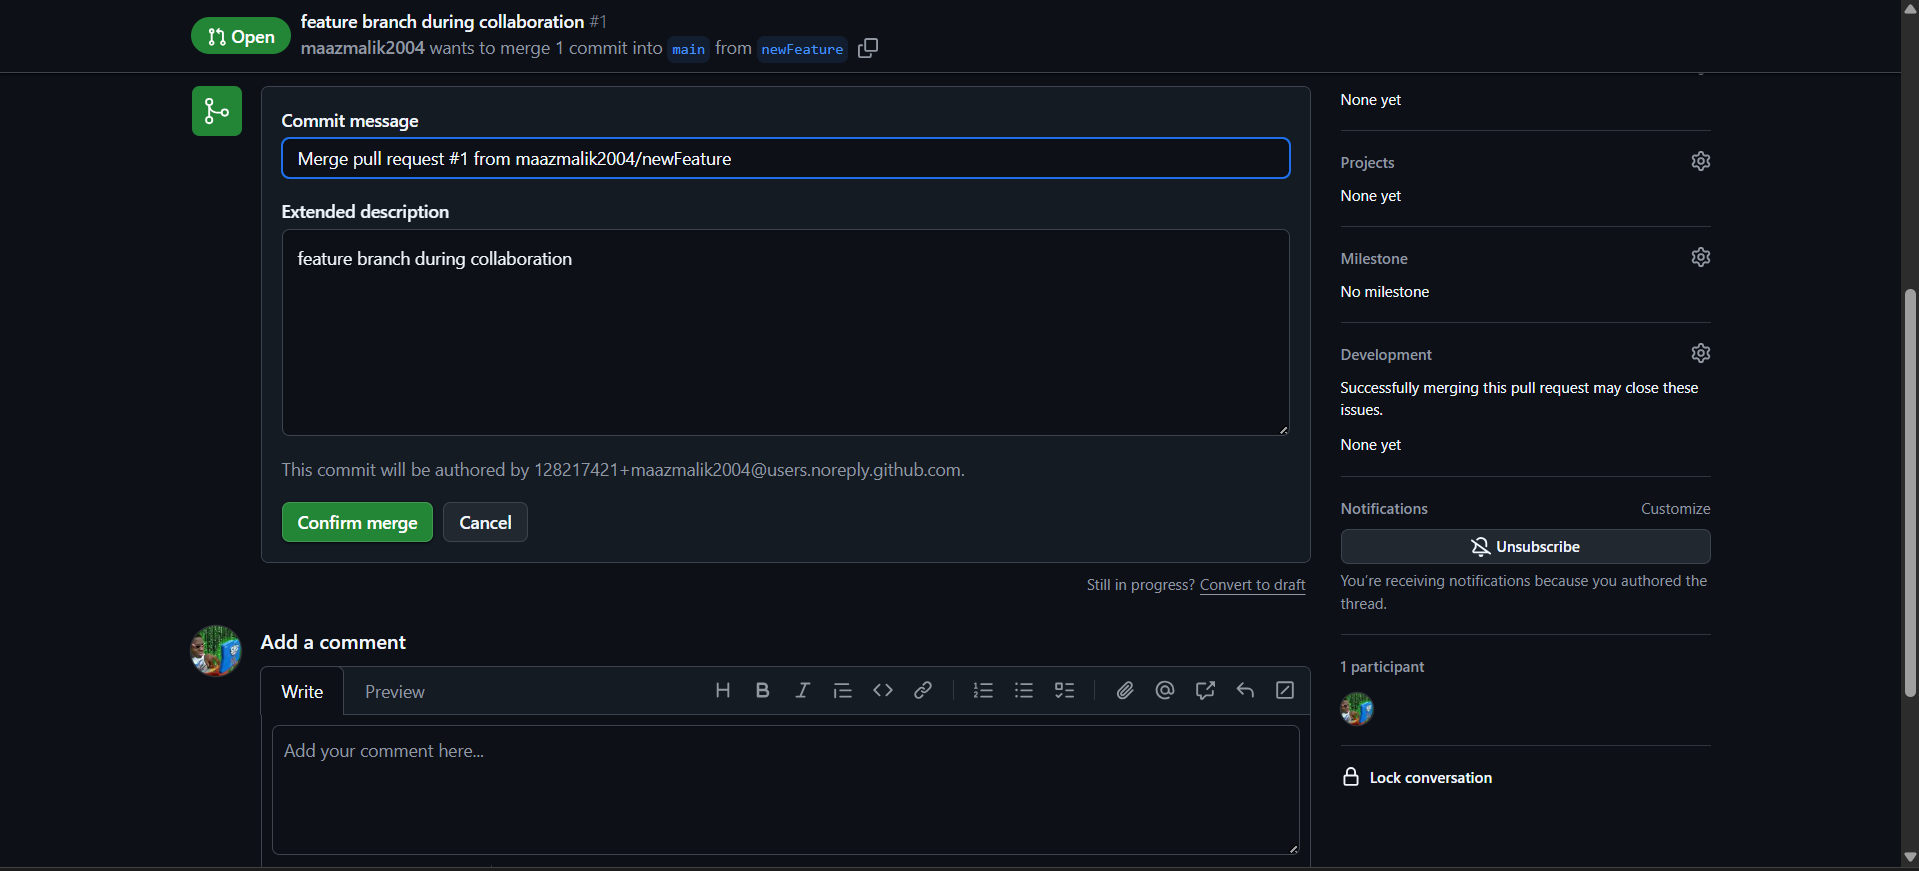 Open
feature branch during collaboration #1
maazmalik2004 wants to merge 1 commit into main from newFeature
Commit message
Merge pull request #1 from maazmalik2004/newFeature
Extended description
feature branch during collaboration
This commit will be authored by 128217421+maazmalik2004@users.noreply.github.com.
Confirm merge
Cancel
Still in progress? Convert to draft
Add a comment
Write
Preview
Add your comment here...
None yet
Projects
None yet
Milestone
No milestone
Development
Successfully merging this pull request may close these
issues.
None yet
Notifications
Customize
Unsubscribe
You're receiving notifications because you authored the
thread.
1 participant
Lock conversation